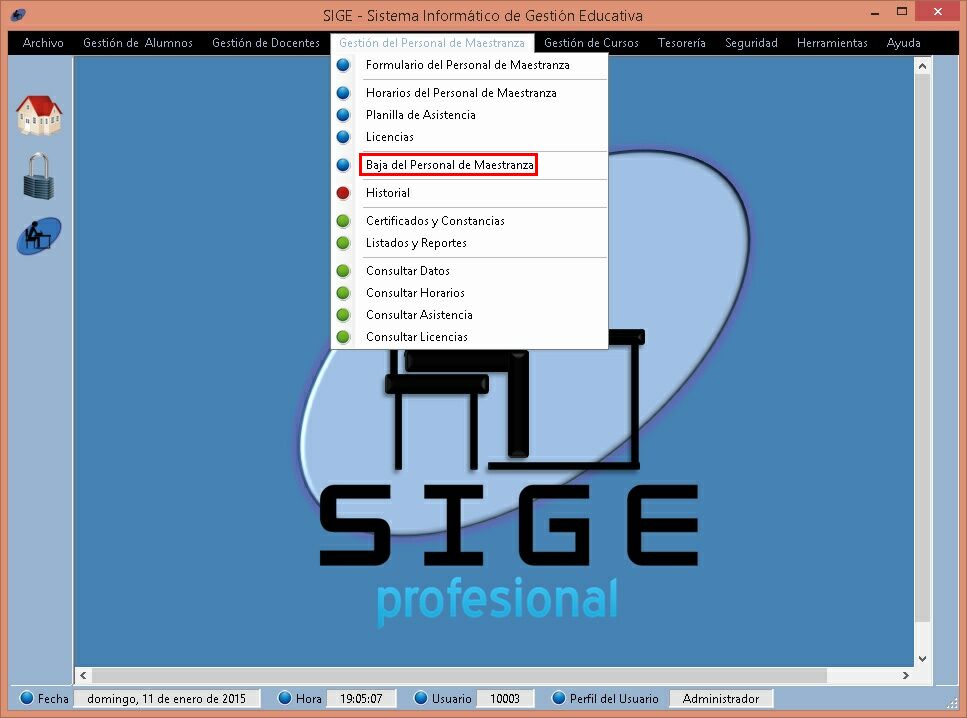 SIGE - Sistema Informático de Gestión Educativa
Archivo Gestión de Alumnos Gestión de Docentes Gestión del Personal de Maestranza Gestión de Cursos Tesorería Seguridad Herramientas Ayuda
Formulario del Personal de Maestranza
Horarios del Personal de Maestranza
Planilla de Asistencia
Licencias
Baja del Personal de Maestranza
Historial
Certificados y Constancias
Listados y Reportes
Consultar Datos
Consultar Horarios
Consultar Asistencia
Consultar Licencias
SIGE
profesional
Fecha domingo, 11 de enero de 2015 Hora 19:05:07 Usuario 10003 Perfil del Usuario Administrador